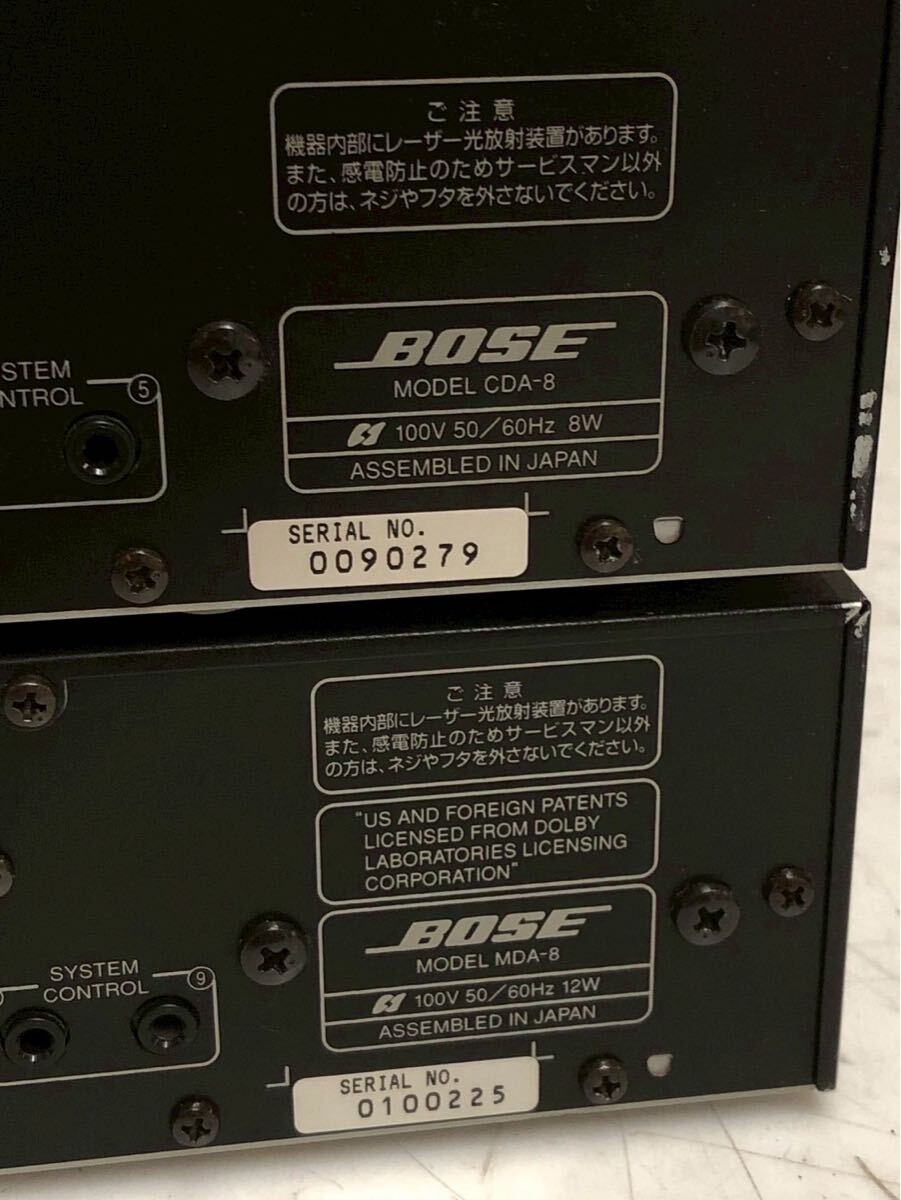 ご注意
機器内部にレーザー光放射装置があります。
また、感電防止のためサービスマン以外
の方は、ネジやフタを外さないでください。
STEM
NTROL
5
BOSE
MODEL CDA-8
100V 50/60Hz 8W
ASSEMBLED IN JAPAN
SERIAL NO.
0090279
ご注意
機器内部にレーザー光放射装置があります。
また、感電防止のためサービスマン以外
の方は、ネジやフタを外さないでください。
"US AND FOREIGN PATENTS
LICENSED FROM DOLBY
LABORATORIES LICENSING
CORPORATION"
SYSTEM
CONTROL
9
BOSE
MODEL MDA-8
100V 50/60Hz 12W
ASSEMBLED IN JAPAN
SERIAL NO.
0100225